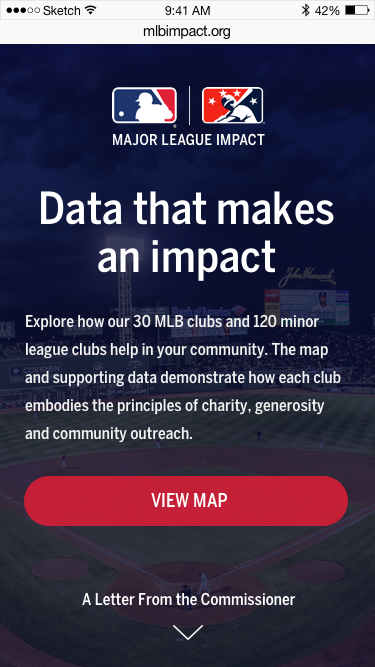 Sketch 9:41 AM 42%
mlbimpact.org
MAJOR LEAGUE IMPACT
Data that makes
an impact
John Hancock
Explore how our 30 MLB clubs and 120 minor
league clubs help in your community. The map
and supporting data demonstrate how each club
embodies the principles of charity, generosity
and community outreach.
VIEW MAP
A Letter From the Commissioner